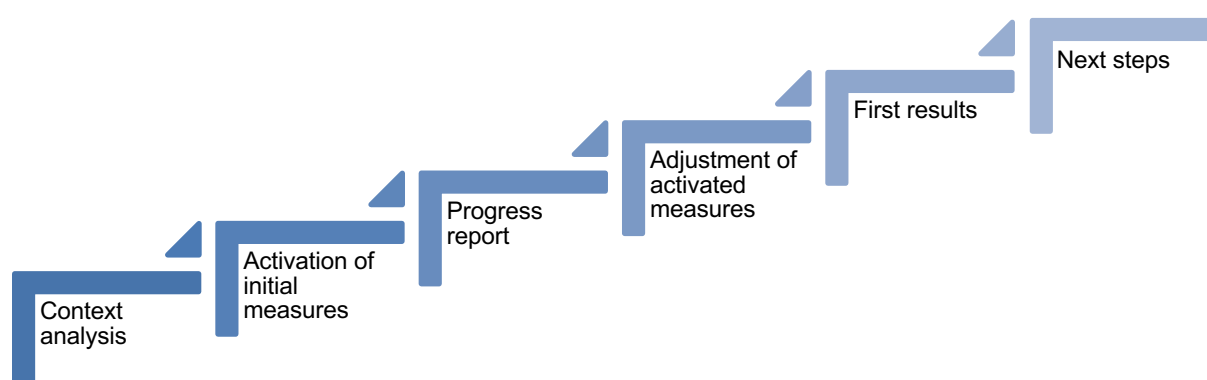 Context
analysis
Activation of
initial
measures
Progress
report
Adjustment of
activated
measures
First results
Next steps